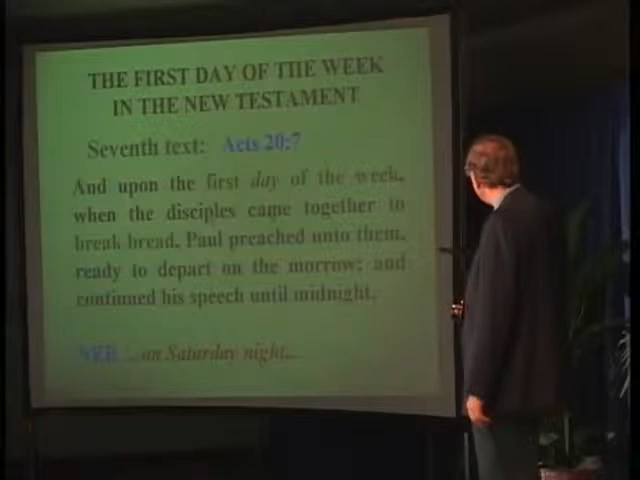 THE FIRST DAY OF THE WEEK
IN THE NEW TESTAMENT
Seventh text: Acts 20:7
And upon the first day of the week,
when the disciples came together to
break bread, Paul preached unto them,
ready to depart on the morrow; and
continued his speech until midnight.
NEB ...on Saturday night...